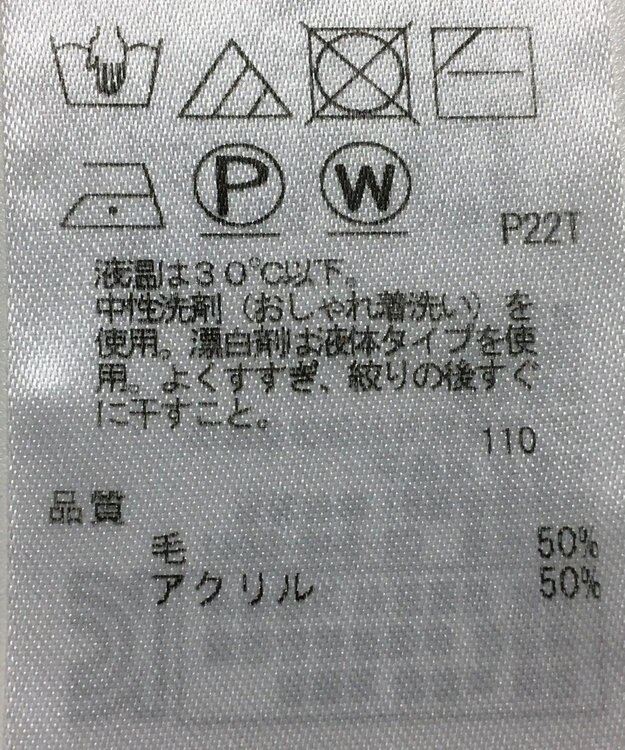 P
W
P22T
液温は30℃以下。
中性洗剤（おしゃれ着洗い）を
使用。漂白剤は液体タイプを使
用。よくすすぎ、絞りの後すぐ
に干すこと。
110
品質
毛 50%
アクリル 50%